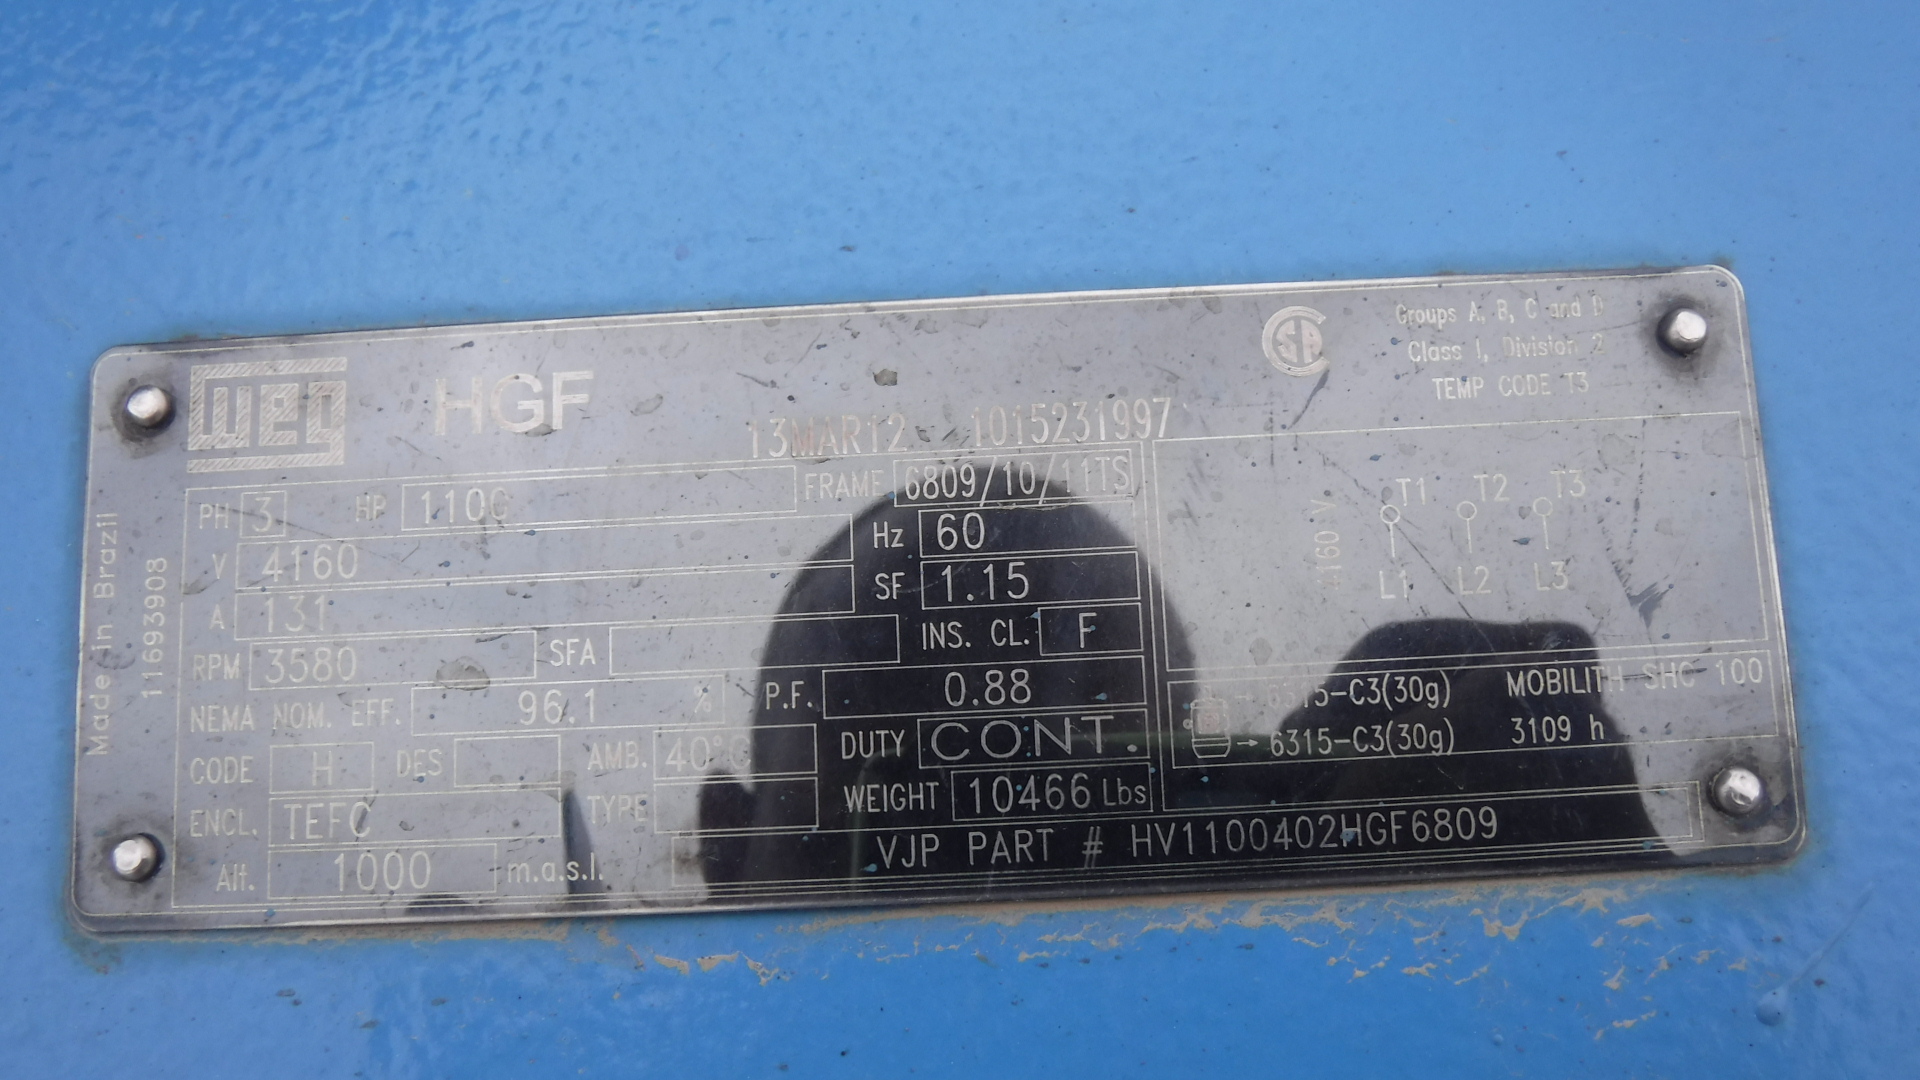 WEG HGF
13MAR12 1015231997
Groups A, B, C and D
Class I, Division 2
TEMP CODE T3
Made in Brazil
11693908
PH 3 HP 1100 FRAME 6809/10/11TS
V 4160 Hz 60
A 131 SF 1.15
RPM 3580 SFA INS. CL. F
NEMA NOM. EFF. 96.1 % P.F. 0.88
CODE H DES AMB. 40°C DUTY CONT.
ENCL. TEFC TYPE WEIGHT 10466 Lbs
Alt. 1000 m.a.s.l. VJP PART # HV1100402HGF6809
T1 T2 T3
L1 L2 L3
6315-C3(30g) MOBILITH SHC 100
6315-C3(30g) 3109 h